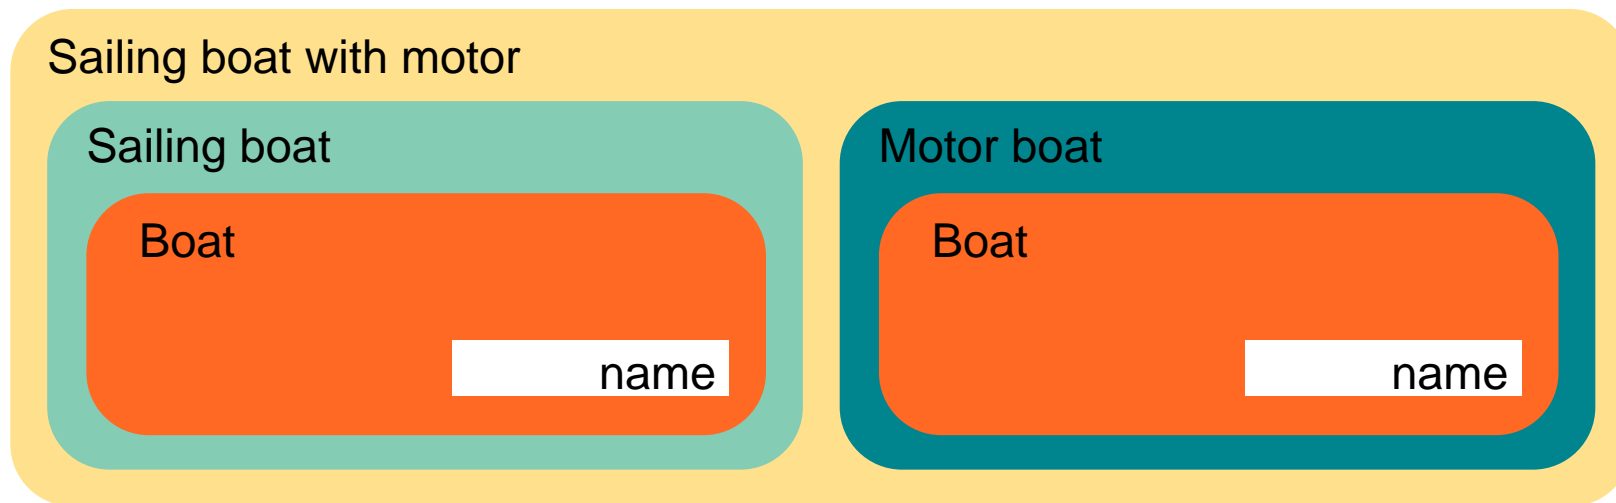 Sailing boat with motor
Sailing boat
Motor boat
Boat
Boat
name
name